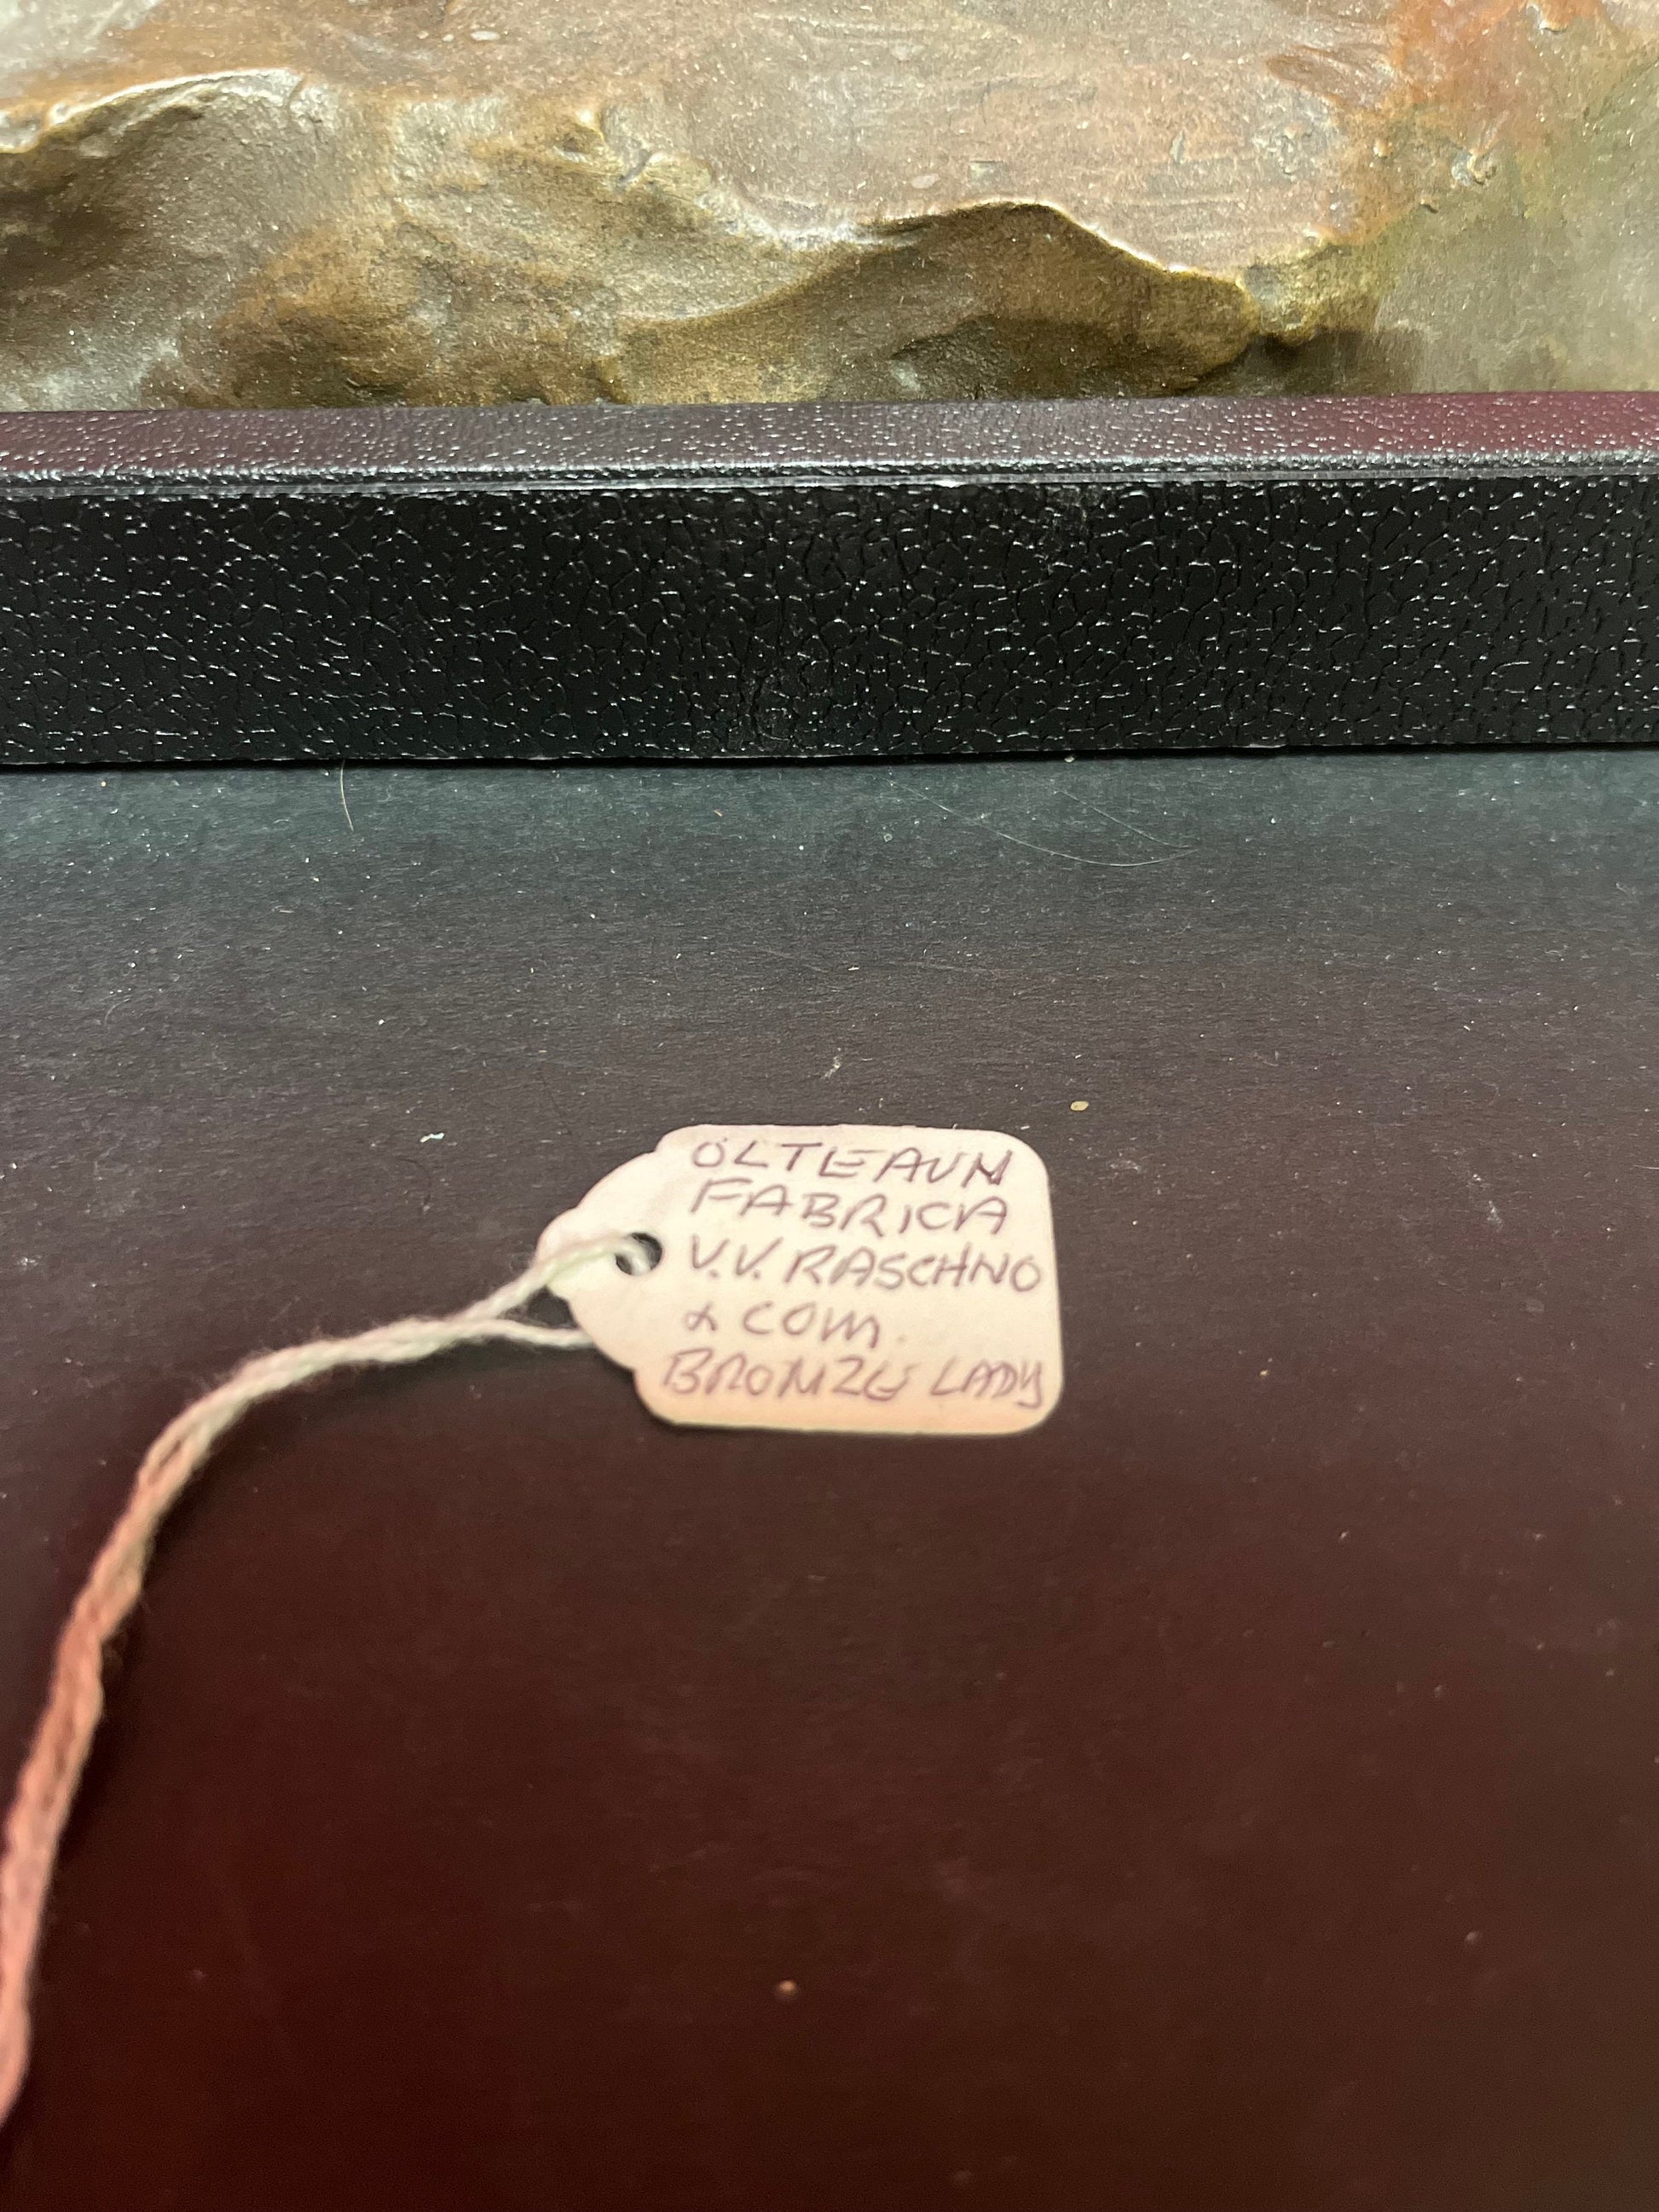 OLTEAUN
FABRICA
V.V. RASCHNO
& COM.
BRONZE LADY